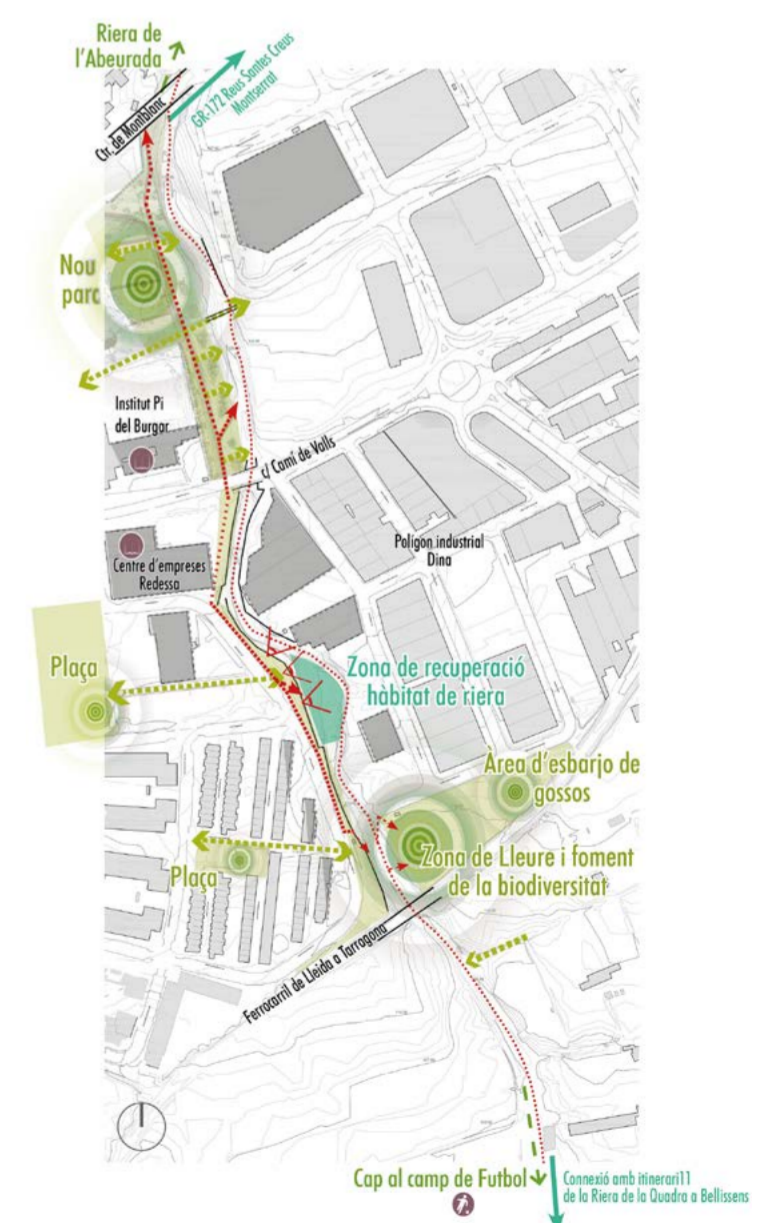 Riera de
l'Abeurada
GR-172 Reus Santes Creus
Montserrat
Ctr. de Montblanc
Nou
parc
Institut Pi
del Burgar
c/ Camí de Valls
Polígon industrial
Dina
Centre d'empreses
Redessa
Plaça
Zona de recuperació
hàbitat de riera
Àrea d'esbarjo de
gossos
Zona de Lleure i foment
de la biodiversitat
Plaça
Ferrocarril de Lleida a Tarragona
Cap al camp de Futbol
Connexió amb itinerari11
de la Riera de la Quadra a Bellissens